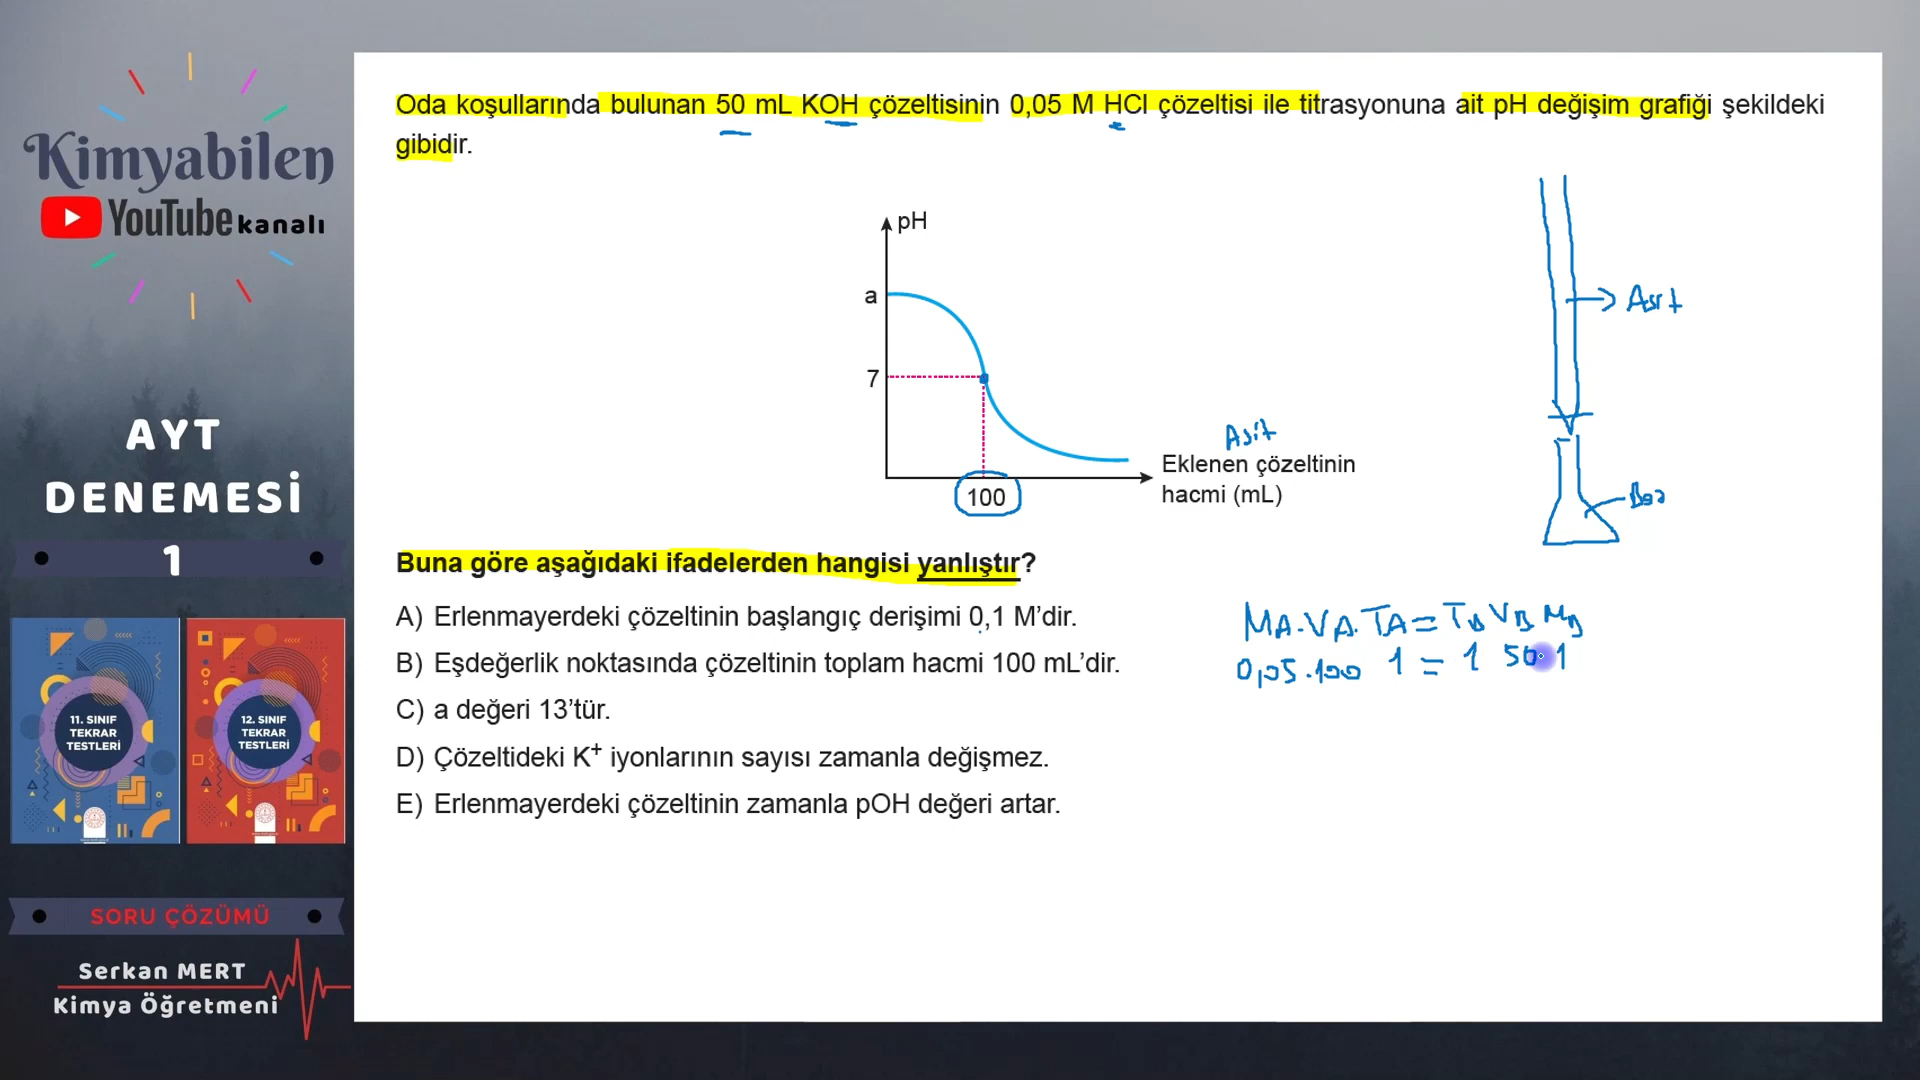 Kimyabilen
YouTube kanalı
AYT
DENEMESİ
1
11. SINIF
TEKRAR
TESTLERİ
12. SINIF
TEKRAR
TESTLERİ
SORU ÇÖZÜMÜ
Serkan MERT
Kimya Öğretmeni
Oda koşullarında bulunan 50 mL KOH çözeltisinin 0,05 M HCl çözeltisi ile titrasyonuna ait pH değişim grafiği şekildeki
gibidir.
pH
a
7
100
Asit
Eklenen çözeltinin
hacmi (mL)
Asit
Baz
Buna göre aşağıdaki ifadelerden hangisi yanlıştır?
A) Erlenmayerdeki çözeltinin başlangıç derişimi 0,1 M’dir.
B) Eşdeğerlik noktasında çözeltinin toplam hacmi 100 mL’dir.
C) a değeri 13’tür.
D) Çözeltideki K⁺ iyonlarının sayısı zamanla değişmez.
E) Erlenmayerdeki çözeltinin zamanla pOH değeri artar.
MA.VA.TA=TB VB MB
0,05.100 1 = 1 50 1